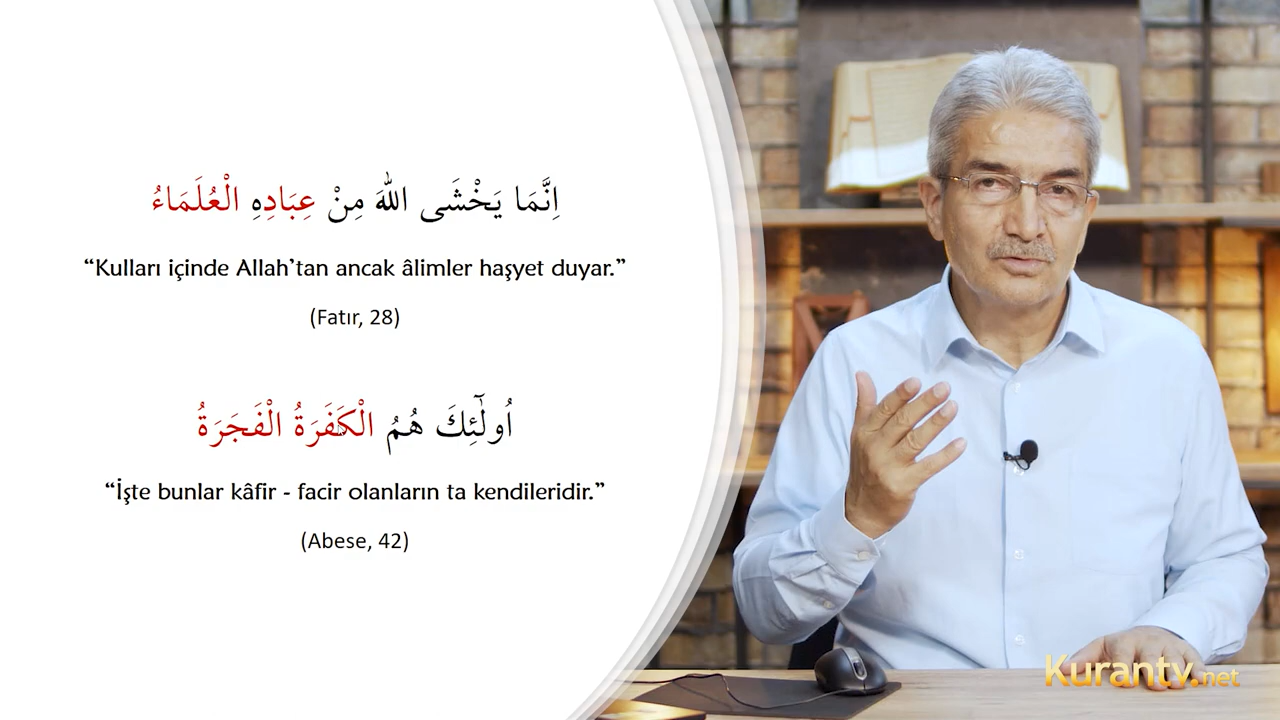 اِنَّمَا يَخْشَى اللّٰهَ مِنْ عِبَادِهِ الْعُلَمَاءُ
“Kulları içinde Allah’tan ancak âlimler haşyet duyar.”
(Fatır, 28)
اُولٰٓئِكَ هُمُ الْكَفَرَةُ الْفَجَرَةُ
“İşte bunlar kâfir - facir olanların ta kendileridir.”
(Abese, 42)
Kurantv.net